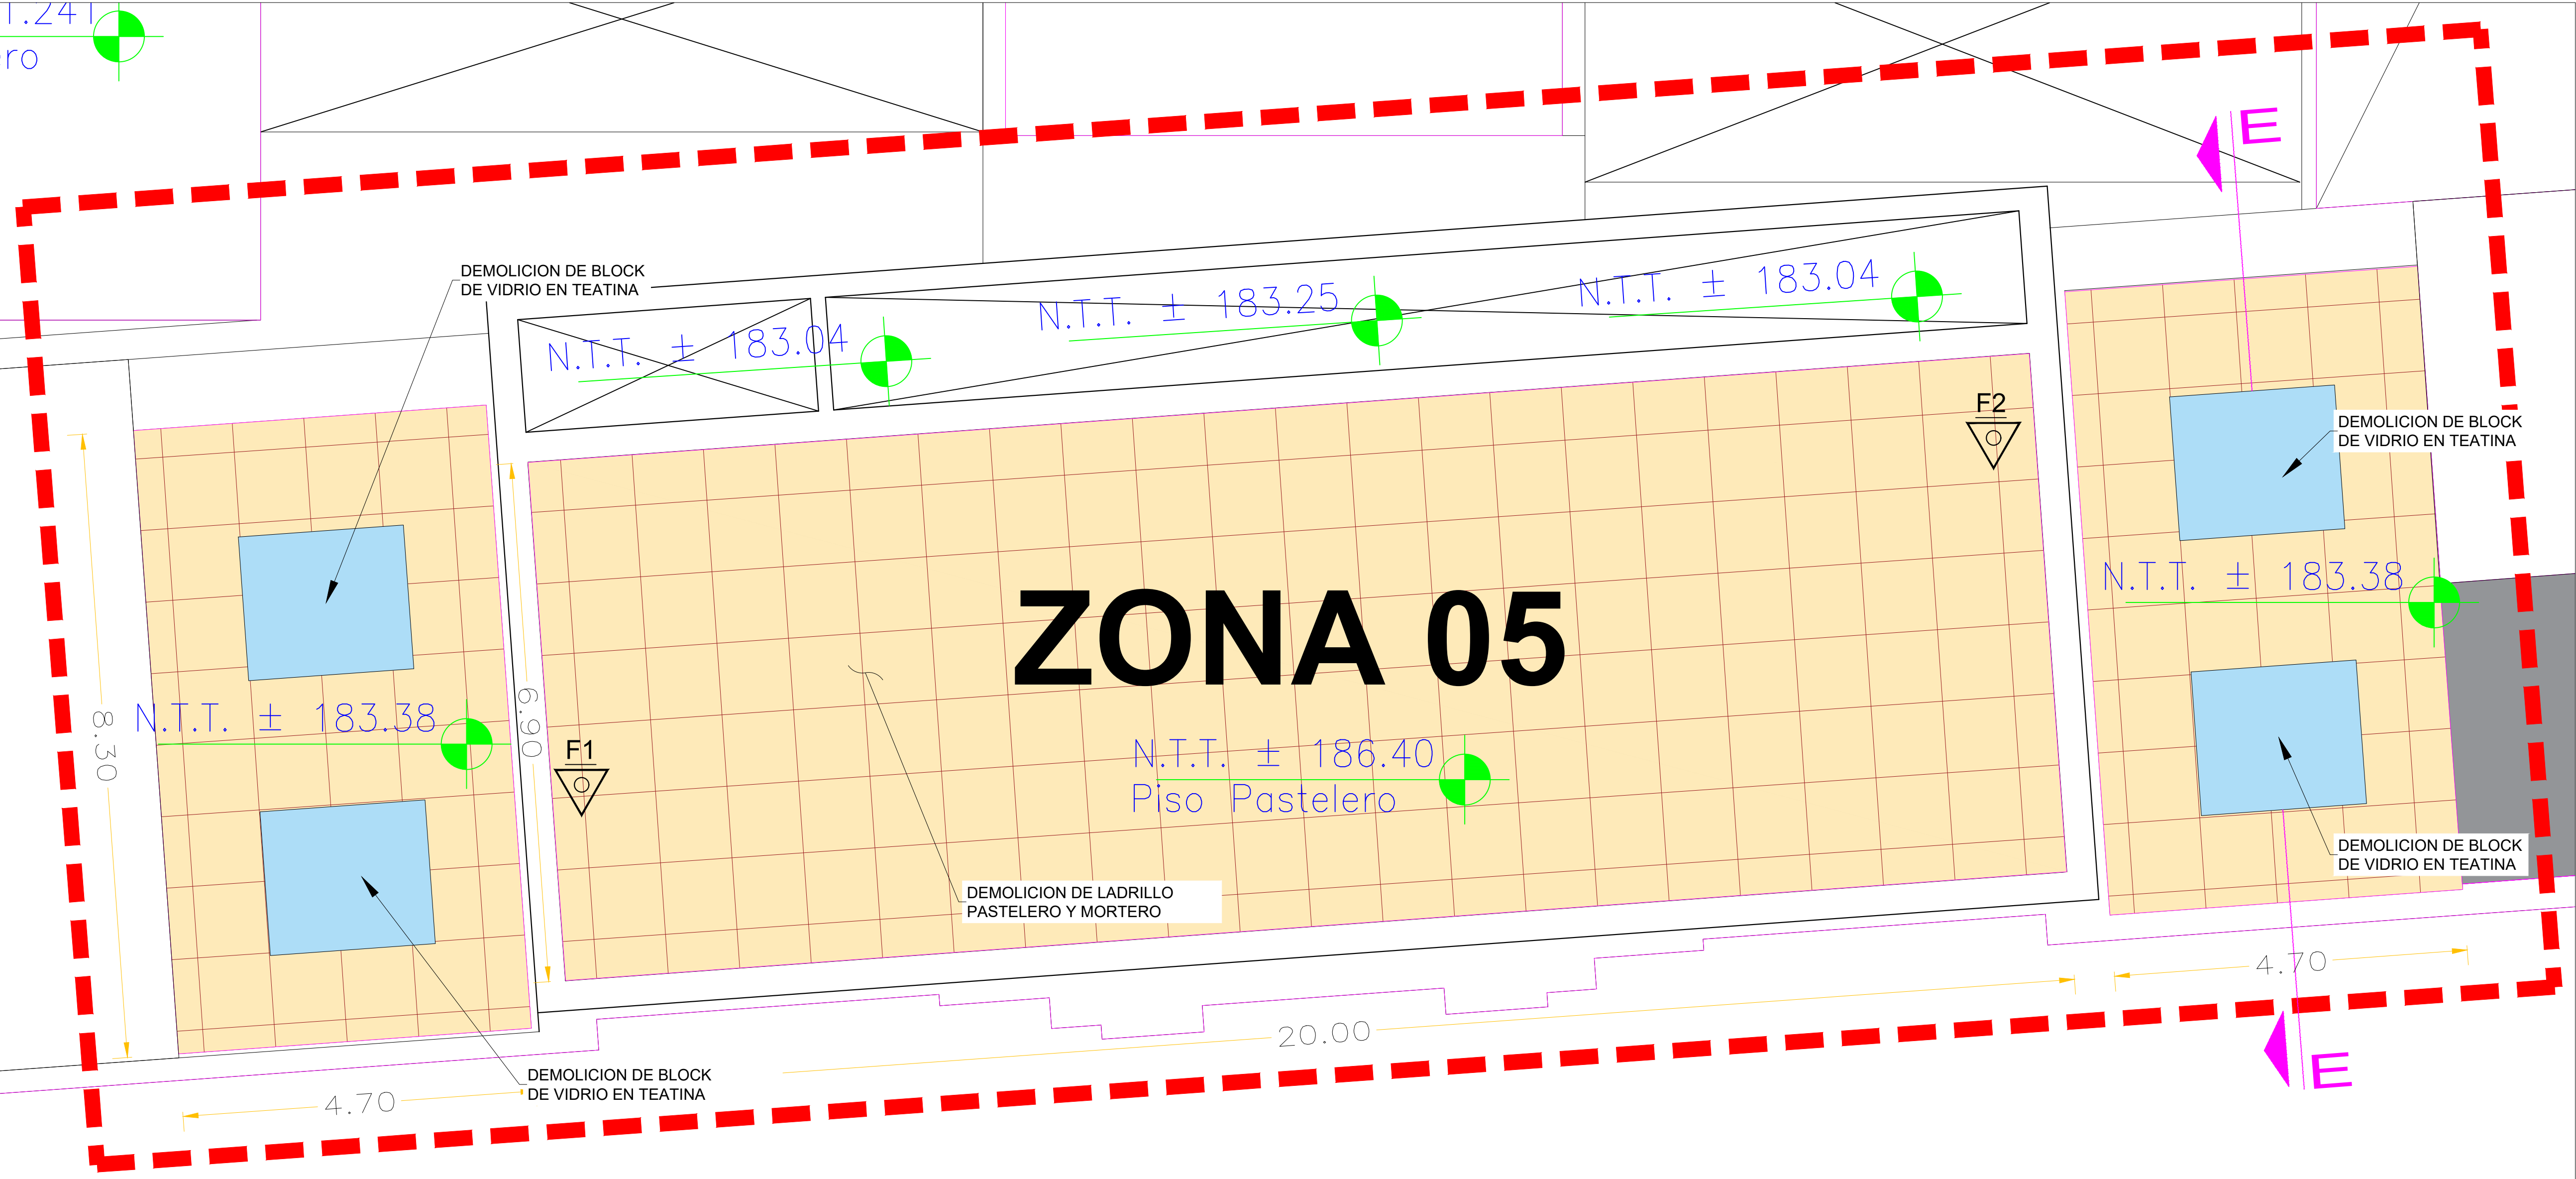 1.241
ro
E
DEMOLICION DE BLOCK
DE VIDRIO EN TEATINA
N.T.T. ± 183.04
N.T.T. ± 183.25
N.T.T. ± 183.04
F2
DEMOLICION DE BLOCK
DE VIDRIO EN TEATINA
N.T.T. ± 183.38
ZONA 05
8.30
N.T.T. ± 183.38
6.90
F1
N.T.T. ± 186.40
Piso Pastelero
DEMOLICION DE LADRILLO
PASTELERO Y MORTERO
DEMOLICION DE BLOCK
DE VIDRIO EN TEATINA
4.70
20.00
E
DEMOLICION DE BLOCK
DE VIDRIO EN TEATINA
4.70